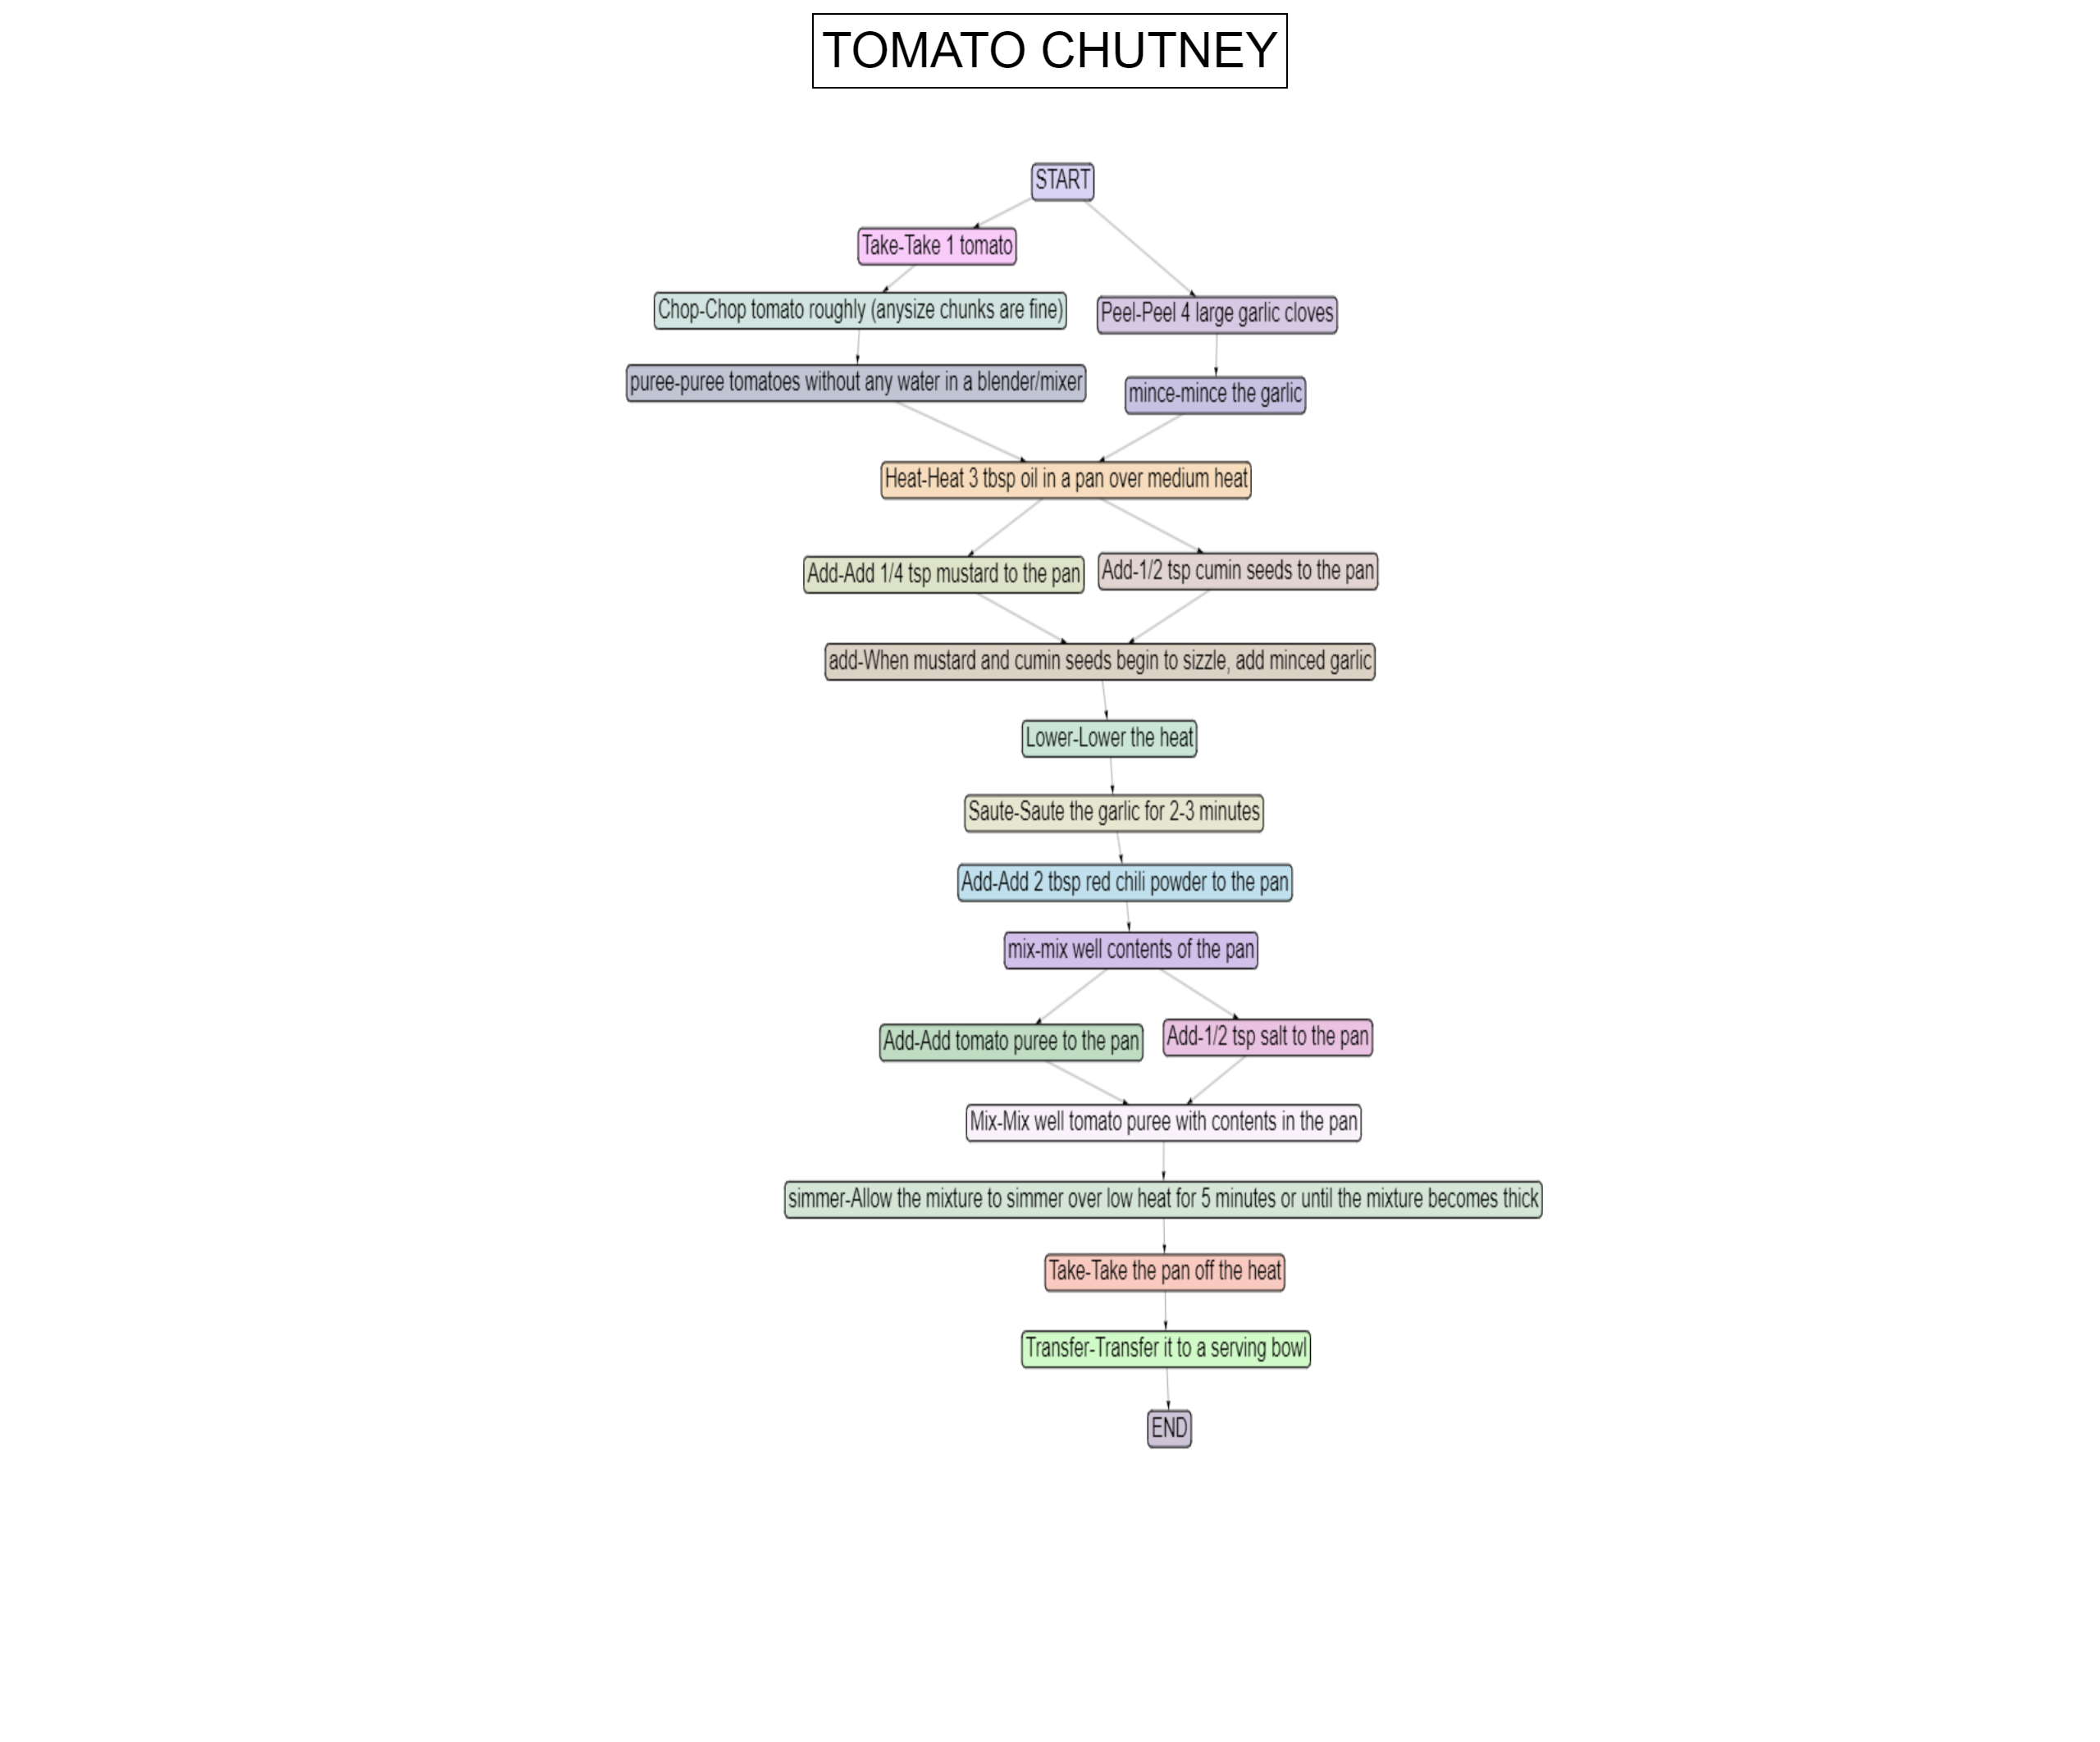 TOMATO CHUTNEY
START
Take-Take 1 tomato
Chop-Chop tomato roughly (anysize chunks are fine)
Peel-Peel 4 large garlic cloves
puree-puree tomatoes without any water in a blender/mixer
mince-mince the garlic
Heat-Heat 3 tbsp oil in a pan over medium heat
Add-Add 1/4 tsp mustard to the pan
Add-1/2 tsp cumin seeds to the pan
add-When mustard and cumin seeds begin to sizzle, add minced garlic
Lower-Lower the heat
Saute-Saute the garlic for 2-3 minutes
Add-Add 2 tbsp red chili powder to the pan
mix-mix well contents of the pan
Add-Add tomato puree to the pan
Add-1/2 tsp salt to the pan
Mix-Mix well tomato puree with contents in the pan
simmer-Allow the mixture to simmer over low heat for 5 minutes or until the mixture becomes thick
Take-Take the pan off the heat
Transfer-Transfer it to a serving bowl
END